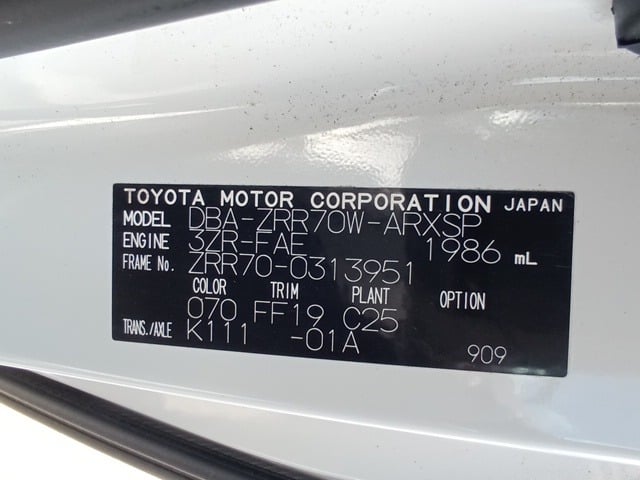 TOYOTA MOTOR CORPORATION JAPAN
MODEL DBA-ZRR70W-ARXSP
ENGINE 3ZR-FAE 1986 mL
FRAME No. ZRR70-0313951
COLOR TRIM PLANT OPTION
070 FF19 C25
TRANS./AXLE K111 -01A
909